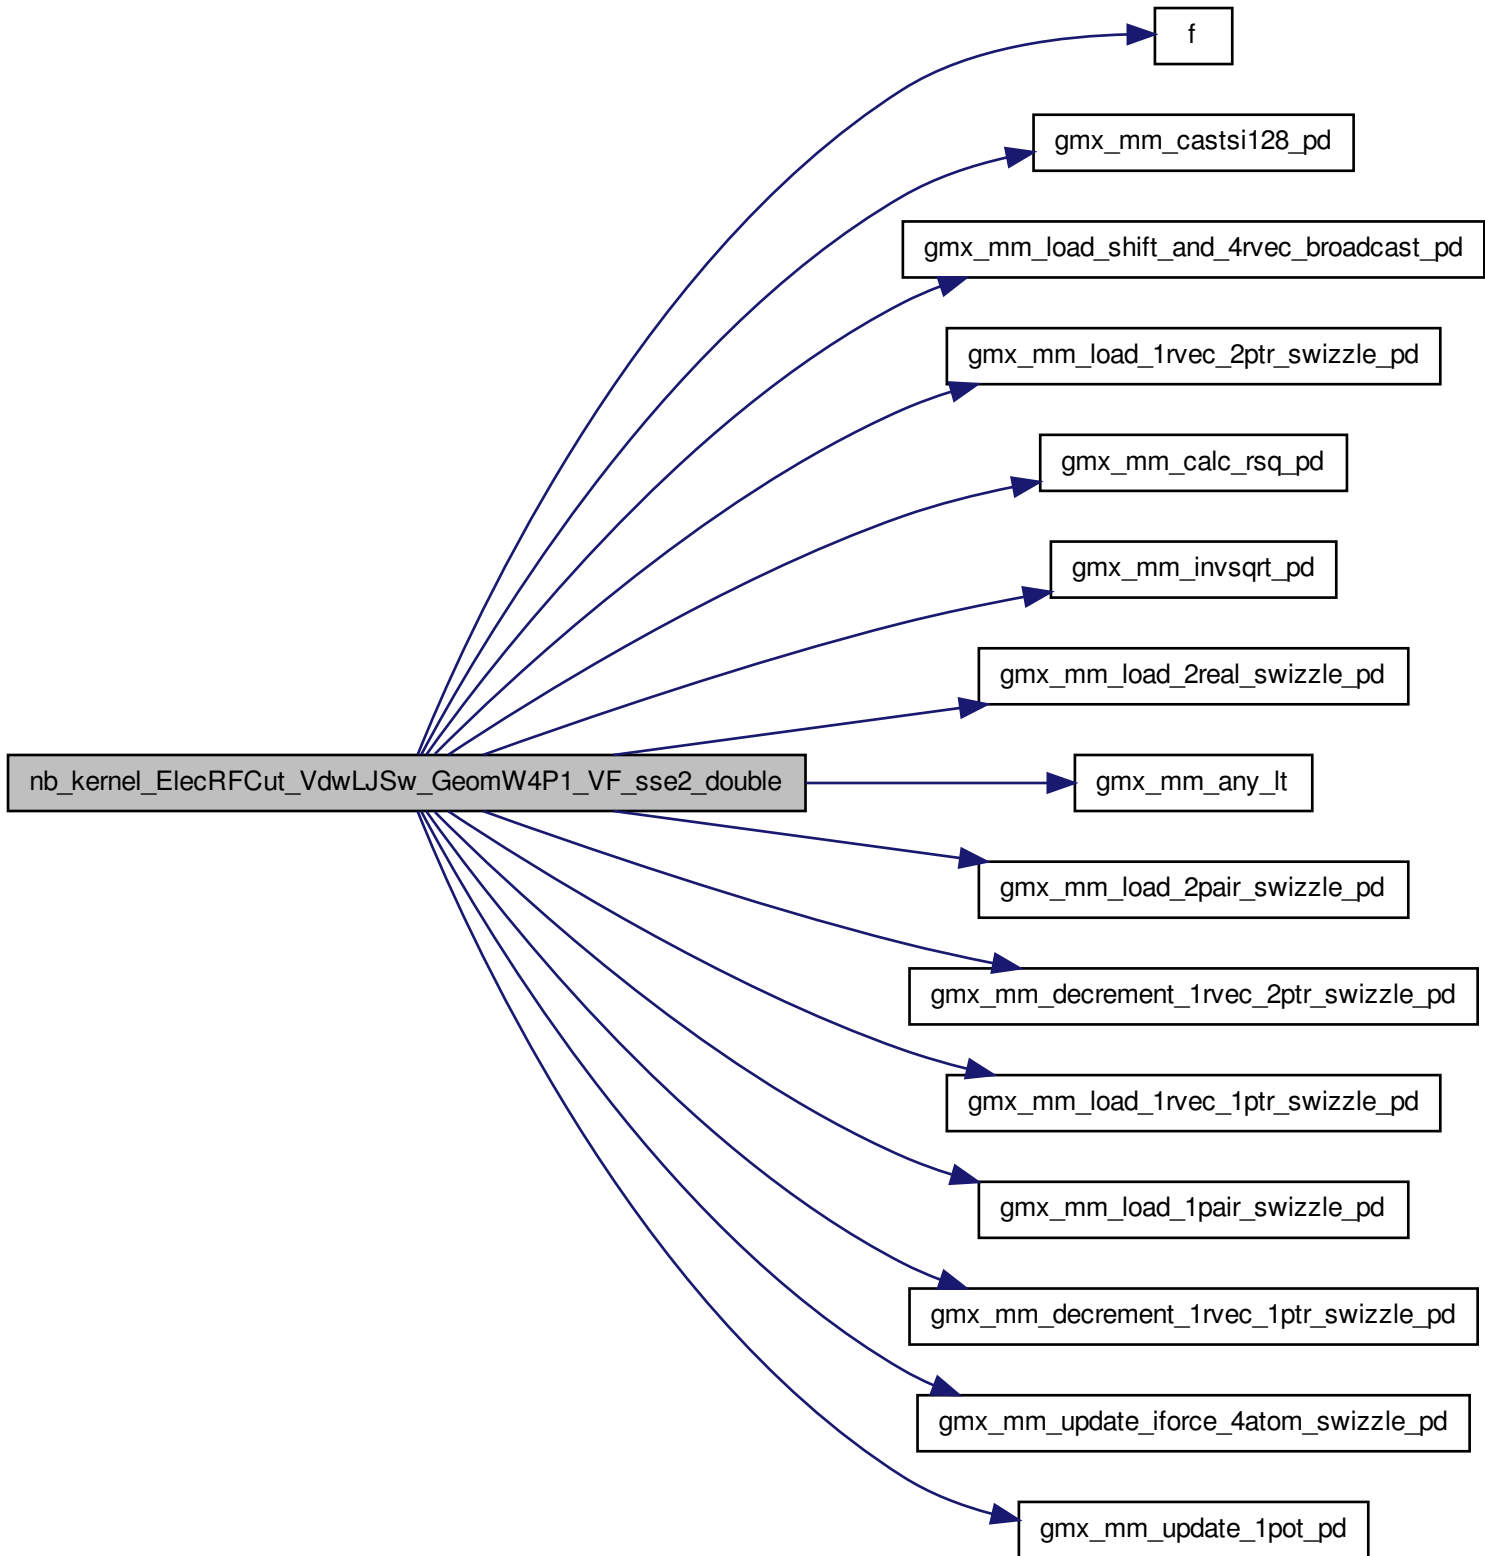 f
gmx_mm_castsi128_pd
gmx_mm_load_shift_and_4rvec_broadcast_pd
gmx_mm_load_1rvec_2ptr_swizzle_pd
gmx_mm_calc_rsq_pd
gmx_mm_invsqrt_pd
gmx_mm_load_2real_swizzle_pd
nb_kernel_ElecRFCut_VdwLJSw_GeomW4P1_VF_sse2_double
gmx_mm_any_lt
gmx_mm_load_2pair_swizzle_pd
gmx_mm_decrement_1rvec_2ptr_swizzle_pd
gmx_mm_load_1rvec_1ptr_swizzle_pd
gmx_mm_load_1pair_swizzle_pd
gmx_mm_decrement_1rvec_1ptr_swizzle_pd
gmx_mm_update_iforce_4atom_swizzle_pd
gmx_mm_update_1pot_pd